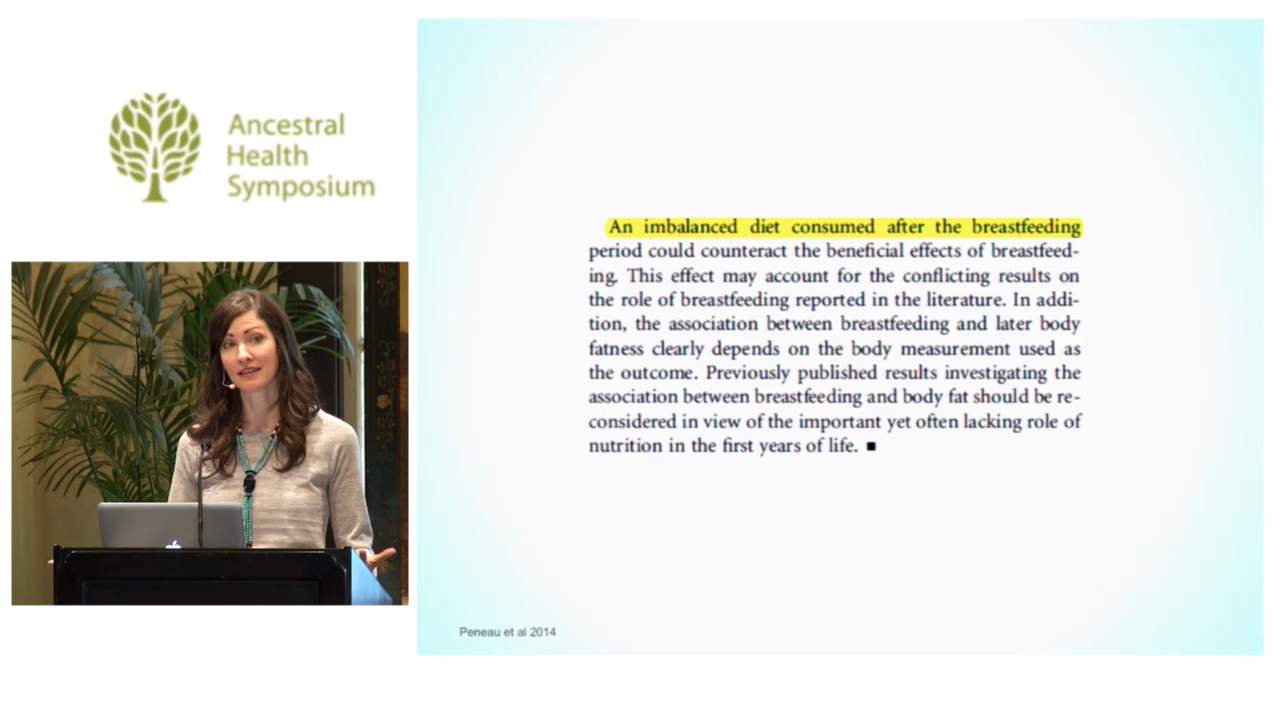 Ancestral
Health
Symposium
An imbalanced diet consumed after the breastfeeding
period could counteract the beneficial effects of breastfeed-
ing. This effect may account for the conflicting results on
the role of breastfeeding reported in the literature. In addi-
tion, the association between breastfeeding and later body
fatness clearly depends on the body measurement used as
the outcome. Previously published results investigating the
association between breastfeeding and body fat should be re-
considered in view of the important yet often lacking role of
nutrition in the first years of life. ■
Peneau et al 2014